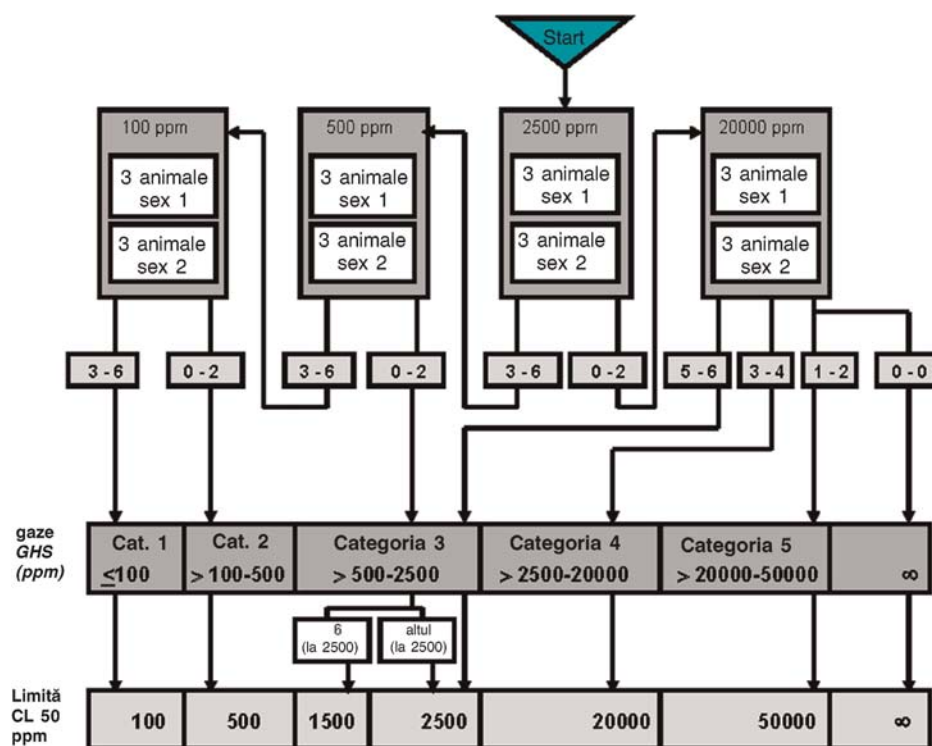 Start
100 ppm
500 ppm
2500 ppm
20000 ppm
3 animale
sex 1
3 animale
sex 1
3 animale
sex 1
3 animale
sex 1
3 animale
sex 2
3 animale
sex 2
3 animale
sex 2
3 animale
sex 2
3 - 6
0 - 2
3 - 6
0 - 2
3 - 6
0 - 2
5 - 6
3 - 4
1 - 2
0 - 0
gaze
GHS
(ppm)
Cat. 1
≤100
Cat. 2
> 100-500
Categoria 3
> 500-2500
Categoria 4
> 2500-20000
Categoria 5
> 20000-50000
∞
6
(la 2500)
altul
(la 2500)
Limită
CL 50
ppm
100
500
1500
2500
20000
50000
∞